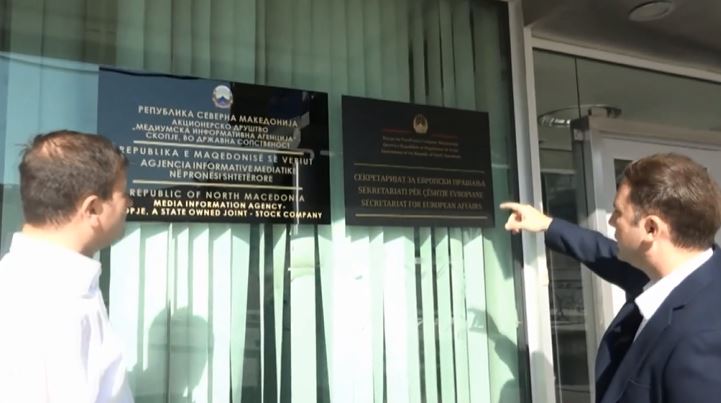 РЕПУБЛИКА СЕВЕРНА МАКЕДОНИЈА
АКЦИОНЕРСКО ДРУШТВО
„МЕДИУМСКА ИНФОРМАТИВНА АГЕНЦИЈА"
СКОПЈЕ, ВО ДРЖАВНА СОПСТВЕНОСТ
REPUBLIKA E MAQEDONISË SE VERIUT
AGJENCIA INFORMATIVE MEDIATIKE
NË PRONËSI SHTETËRORE
REPUBLIC OF NORTH MACEDONIA
MEDIA INFORMATION AGENCY-
OPJE, A STATE OWNED JOINT - STOCK COMPANY
СЕКРЕТАРИЈАТ ЗА ЕВРОПСКИ ПРАШАЊА
SEKRETARIATI PËR ÇËSHTJE EVROPIANE
SECRETARIAT FOR EUROPEAN AFFAIRS